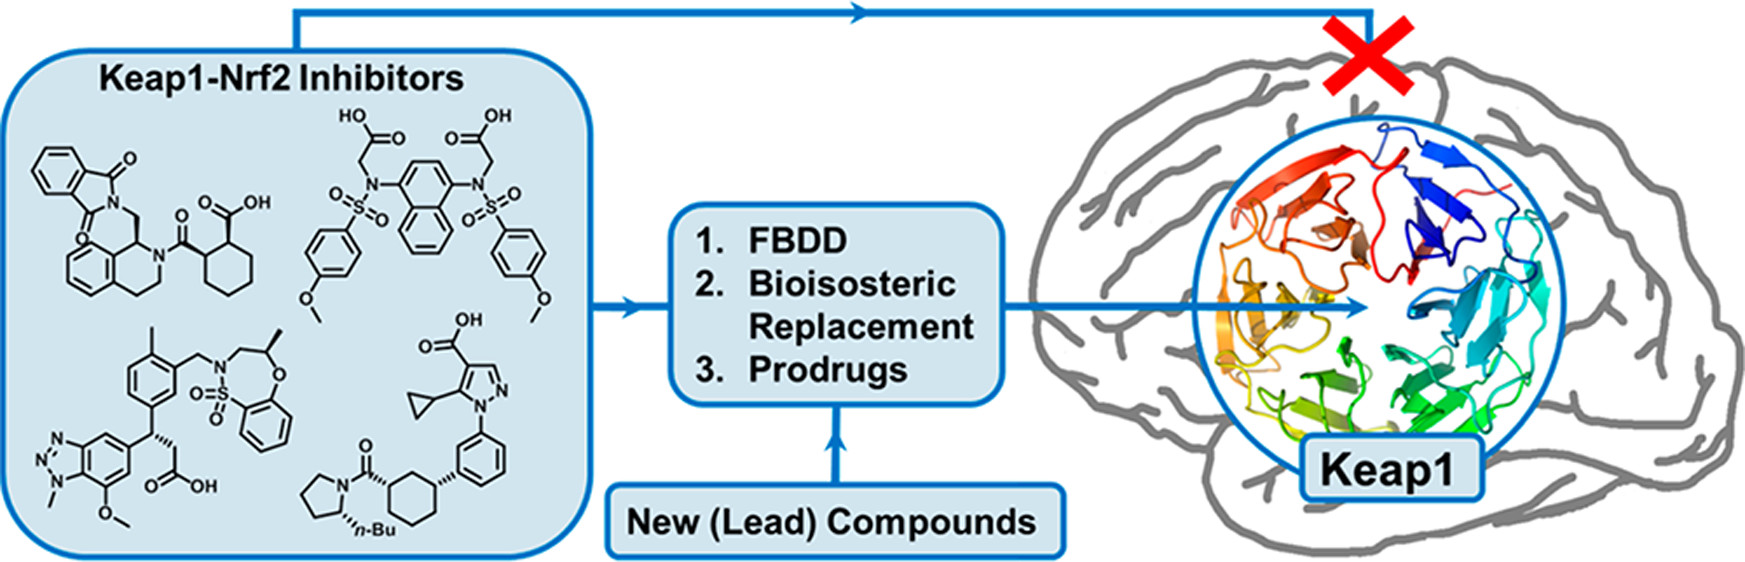 Keap1-Nrf2 Inhibitors
HO
O
O
OH
N
N
O
S
O
O
S
O
O
O
O
N
O
O
N
O
O
OH
OH
O
N
N
N
O
S
O
O
N
N
N
O
O
OH
N
O
n-Bu
1. FBDD
2. Bioisosteric
Replacement
3. Prodrugs
New (Lead) Compounds
Keap1